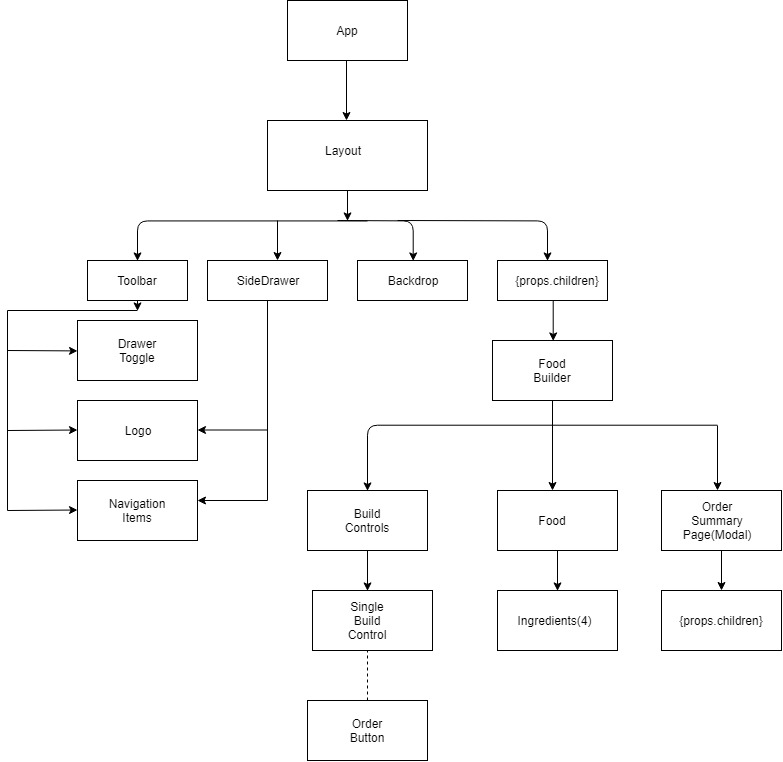 App
Layout
Toolbar
SideDrawer
Backdrop
{props.children}
Drawer
Toggle
Food
Builder
Logo
Navigation
Items
Build
Controls
Food
Order
Summary
Page(Modal)
Single
Build
Control
Ingredients(4)
{props.children}
Order
Button